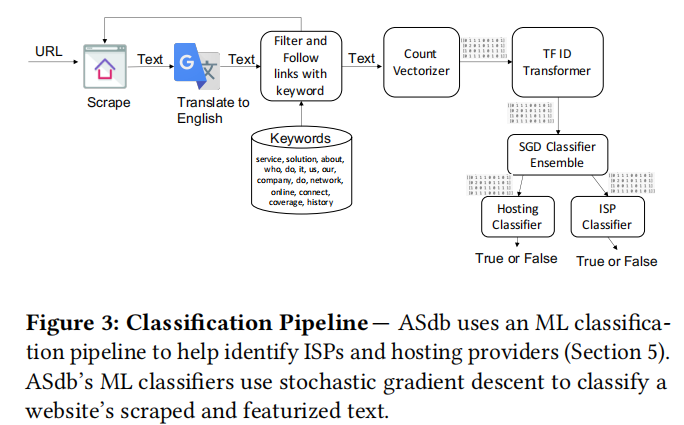 URL
Scrape
Text
Translate to
English
Text
Filter and
Follow
links with
keyword
Keywords
service, solution, about,
who, do, it, us, our,
company, do, network,
online, connect,
coverage, history
Text
Count
Vectorizer
TF ID
Transformer
SGD Classifier
Ensemble
Hosting
Classifier
ISP
Classifier
True or False
True or False
Figure 3: Classification Pipeline— ASdb uses an ML classifica-
tion pipeline to help identify ISPs and hosting providers (Section 5).
ASdb's ML classifiers use stochastic gradient descent to classify a
website's scraped and featurized text.